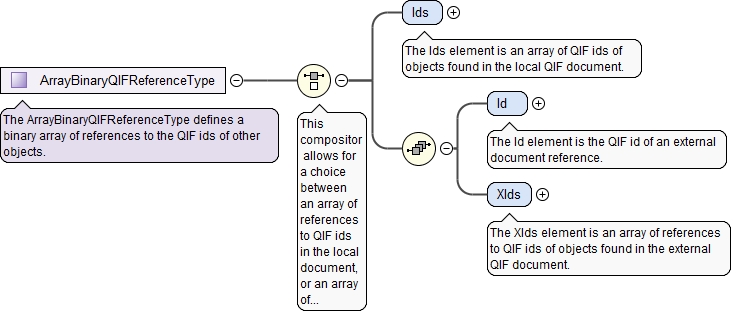 ArrayBinaryQIFReferenceType
The ArrayBinaryQIFReferenceType defines a
binary array of references to the QIF ids of other
objects.
This
compositor
allows for
a choice
between
an array of
references
to QIF ids
in the local
document,
or an array
of...
Ids
The Ids element is an array of QIF ids of
objects found in the local QIF document.
Id
The Id element is the QIF id of an external
document reference.
XIds
The XIds element is an array of references
to QIF ids of objects found in the external
QIF document.